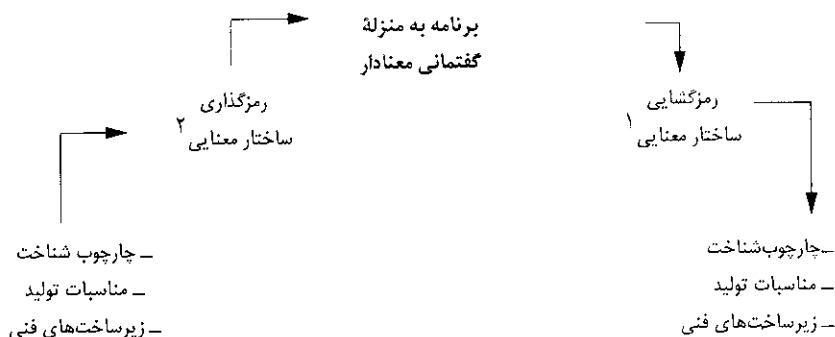 برنامه به منزلهٔ
گفتمانی معنادار
رمزگشایی
ساختار معنایی ۱
رمزگذاری
ساختار معنایی ۲
ـ چارچوب‌شناخت
ـ مناسبات تولید
ـ زیرساخت‌های فنی
ـ چارچوب شناخت
ـ مناسبات تولید
ـ زیرساخت‌های فنی